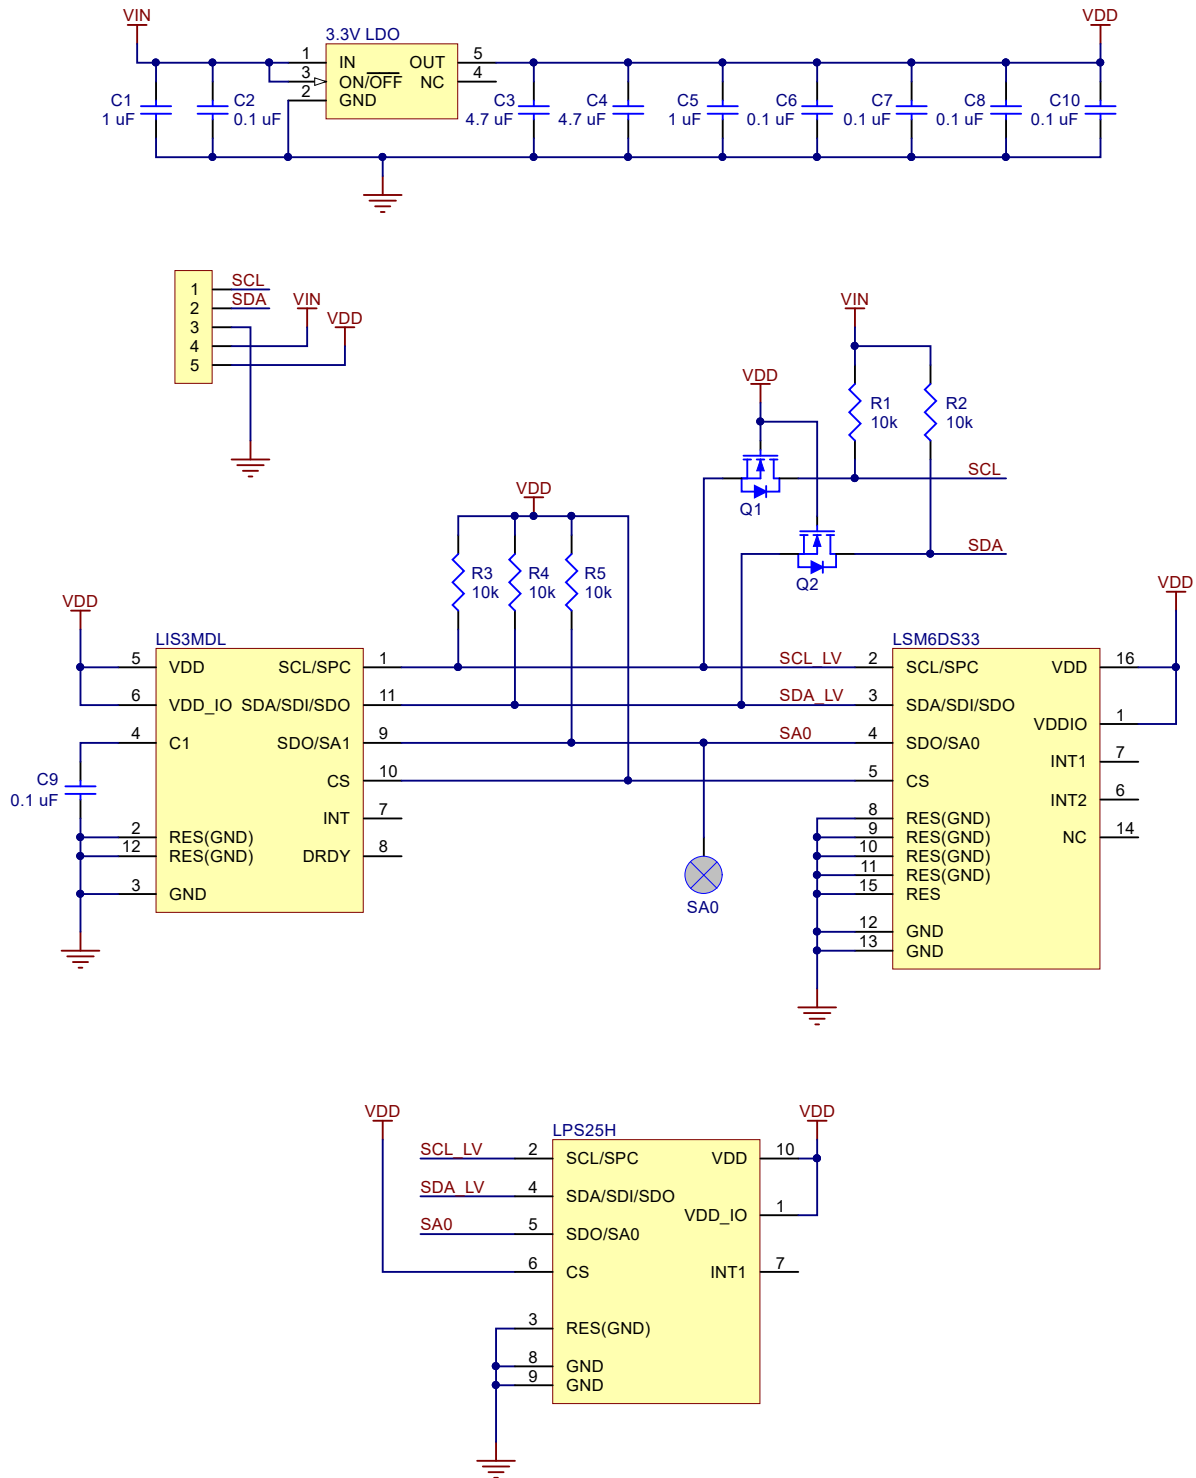 VIN
VDD
3.3V LDO
1 IN OUT 5
3 ON/OFF NC 4
2 GND
C1 1 uF
C2 0.1 uF
C3 4.7 uF
C4 4.7 uF
C5 1 uF
C6 0.1 uF
C7 0.1 uF
C8 0.1 uF
C10 0.1 uF
1 SCL
2 SDA
3
4 VIN
5 VDD
VIN
VDD
R1 10k
R2 10k
SCL
Q1
SDA
Q2
VDD
R3 10k
R4 10k
R5 10k
VDD
LIS3MDL
5 VDD SCL/SPC 1
6 VDD_IO SDA/SDI/SDO 11
4 C1 SDO/SA1 9
CS 10
INT 7
2 RES(GND)
12 RES(GND) DRDY 8
3 GND
C9 0.1 uF
SCL_LV
SDA_LV
SA0
SA0
VDD
LSM6DS33
2 SCL/SPC VDD 16
3 SDA/SDI/SDO
VDDIO 1
4 SDO/SA0
INT1 7
5 CS
INT2 6
8 RES(GND)
9 RES(GND) NC 14
10 RES(GND)
11 RES(GND)
15 RES
12 GND
13 GND
VDD
VDD
LPS25H
SCL_LV 2 SCL/SPC VDD 10
SDA_LV 4 SDA/SDI/SDO
VDD_IO 1
SA0 5 SDO/SA0
6 CS INT1 7
3 RES(GND)
8 GND
9 GND